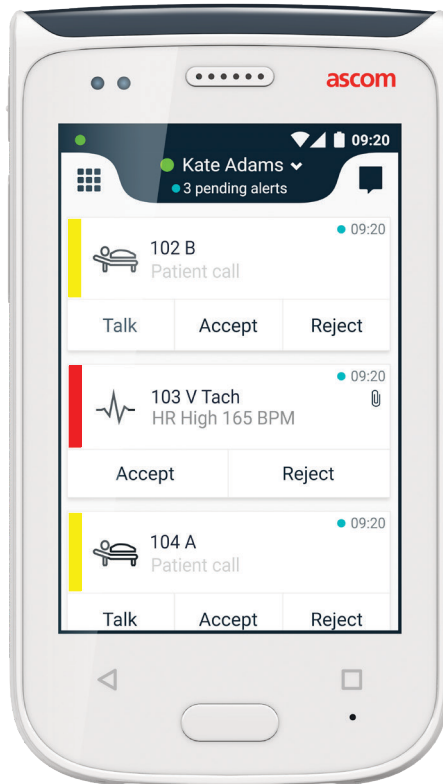 ascom
09:20
Kate Adams
3 pending alerts
09:20
102 B
Patient call
Talk Accept Reject
09:20
103 V Tach
HR High 165 BPM
Accept Reject
09:20
104 A
Patient call
Talk Accept Reject